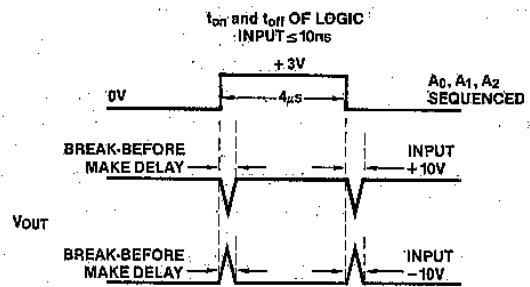 ton and toff OF LOGIC
INPUT ≤ 10ns
+3V
0V
4μs
A0, A1, A2
SEQUENCED
BREAK-BEFORE
MAKE DELAY
INPUT
+10V
VOUT
BREAK-BEFORE
MAKE DELAY
INPUT
-10V